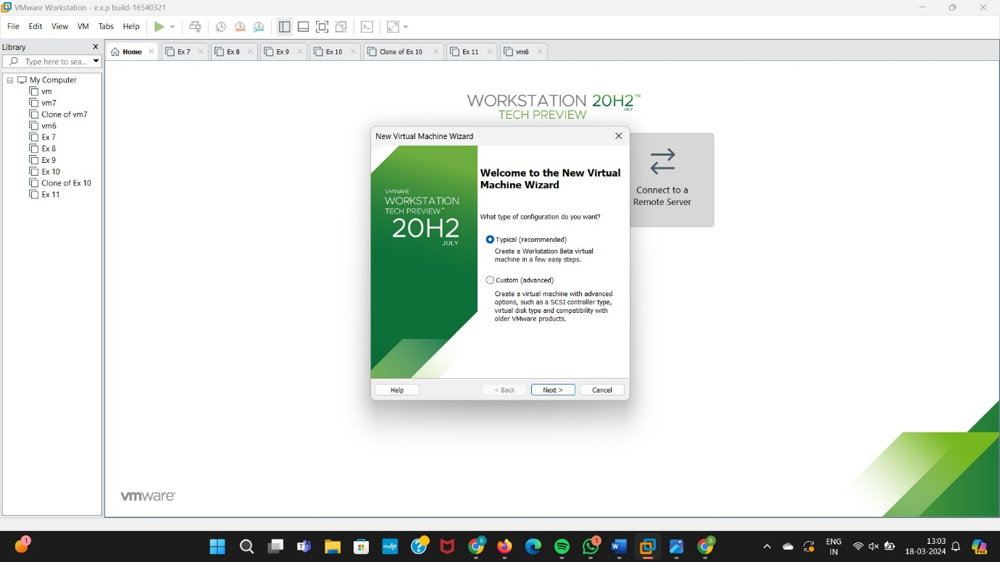 VMware Workstation - e.x.p build-16540321
File Edit View VM Tabs Help
Library
Type here to sea...
My Computer
vm
vm7
Clone of vm7
vm6
Ex 7
Ex 8
Ex 9
Ex 10
Clone of Ex 10
Ex 11
Home Ex 7 Ex 8 Ex 9 Ex 10 Clone of Ex 10 Ex 11 vm6
WORKSTATION 20H2™
JULY
TECH PREVIEW
New Virtual Machine Wizard
VMWARE
WORKSTATION
TECH PREVIEW™
20H2
JULY
Welcome to the New Virtual
Machine Wizard
What type of configuration do you want?
Typical (recommended)
Create a Workstation Beta virtual
machine in a few easy steps.
Custom (advanced)
Create a virtual machine with advanced
options, such as a SCSI controller type,
virtual disk type and compatibility with
older VMware products.
Help < Back Next > Cancel
Connect to a
Remote Server
vmware®
1
myhp
B
1
W
B
ENG
IN
13:03
18-03-2024
PRE